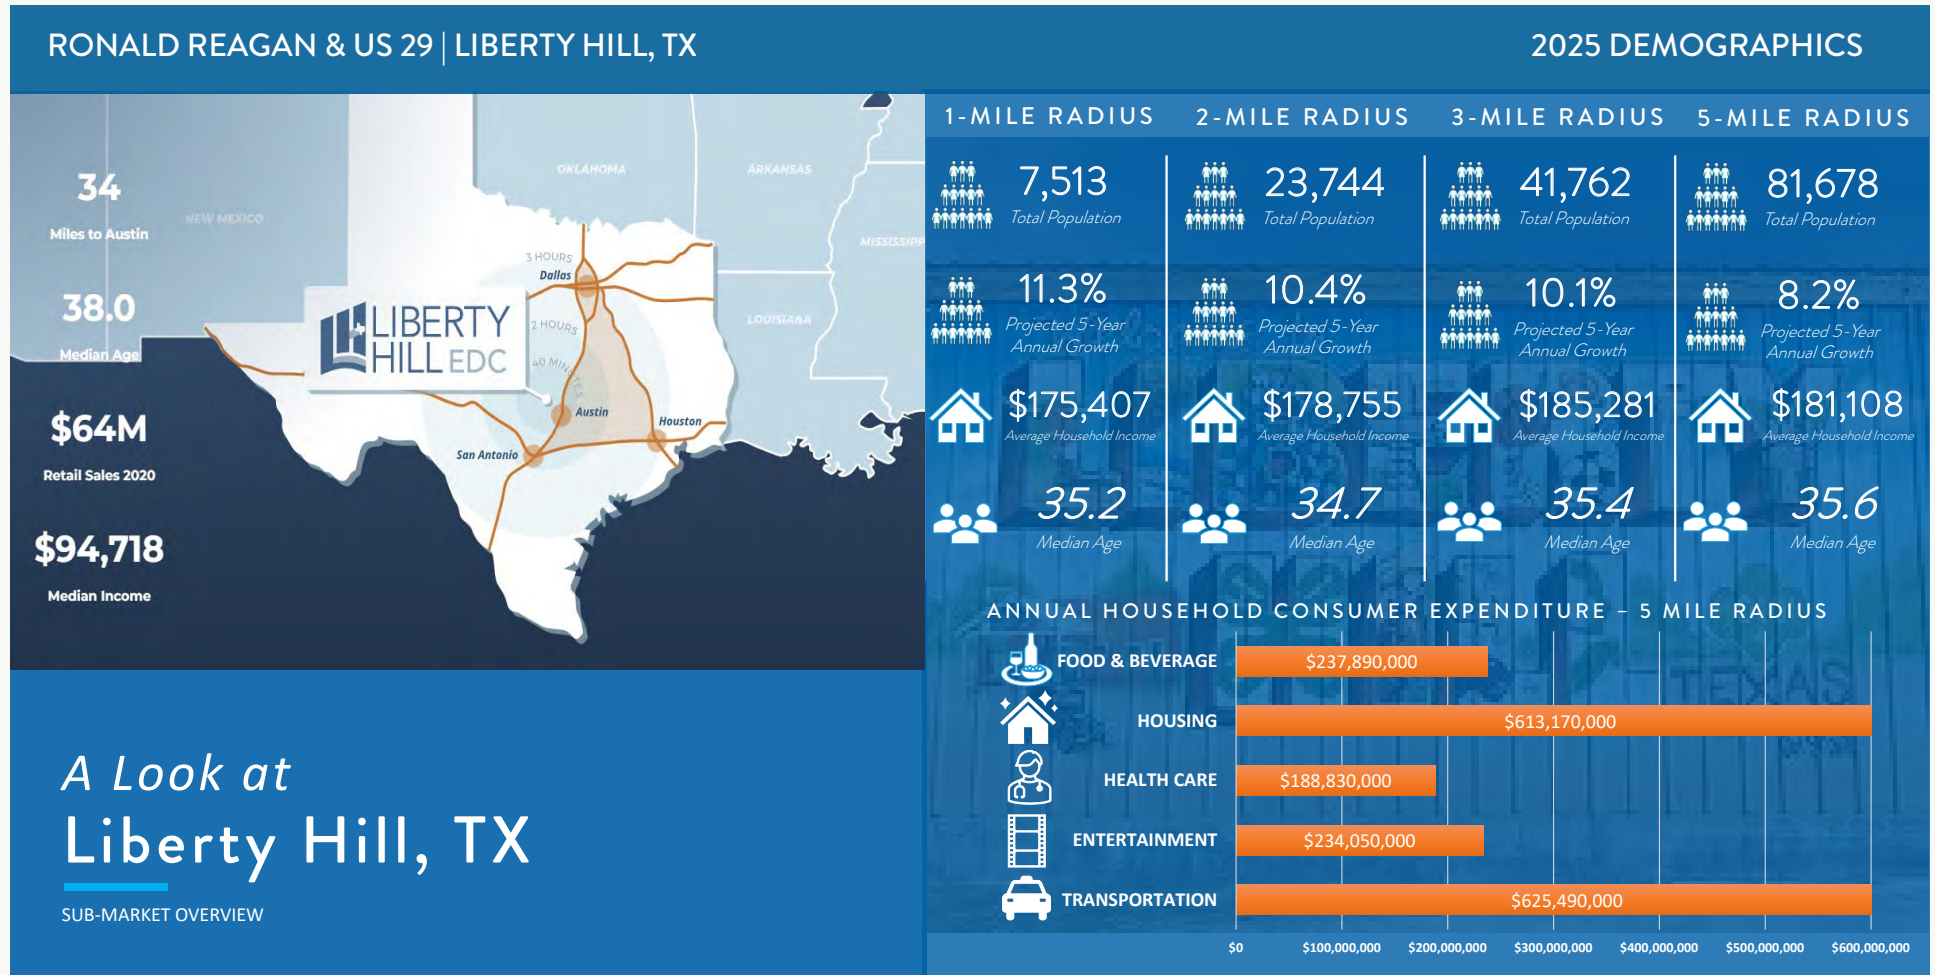 RONALD REAGAN & US 29 | LIBERTY HILL, TX
2025 DEMOGRAPHICS
34
Miles to Austin
38.0
Median Age
$64M
Retail Sales 2020
$94,718
Median Income
NEW MEXICO
OKLAHOMA
ARKANSAS
MISSISSIPP
LOUISIANA
3 HOURS
Dallas
2 HOURS
40 MINUTES
LIBERTY
HILL EDC
Austin
Houston
San Antonio
A Look at
Liberty Hill, TX
SUB-MARKET OVERVIEW
1-MILE RADIUS
2-MILE RADIUS
3-MILE RADIUS
5-MILE RADIUS
7,513
Total Population
23,744
Total Population
41,762
Total Population
81,678
Total Population
11.3%
Projected 5-Year
Annual Growth
10.4%
Projected 5-Year
Annual Growth
10.1%
Projected 5-Year
Annual Growth
8.2%
Projected 5-Year
Annual Growth
$175,407
Average Household Income
$178,755
Average Household Income
$185,281
Average Household Income
$181,108
Average Household Income
35.2
Median Age
34.7
Median Age
35.4
Median Age
35.6
Median Age
ANNUAL HOUSEHOLD CONSUMER EXPENDITURE – 5 MILE RADIUS
FOOD & BEVERAGE
$237,890,000
HOUSING
$613,170,000
HEALTH CARE
$188,830,000
ENTERTAINMENT
$234,050,000
TRANSPORTATION
$625,490,000
$0
$100,000,000
$200,000,000
$300,000,000
$400,000,000
$500,000,000
$600,000,000
TEXAS